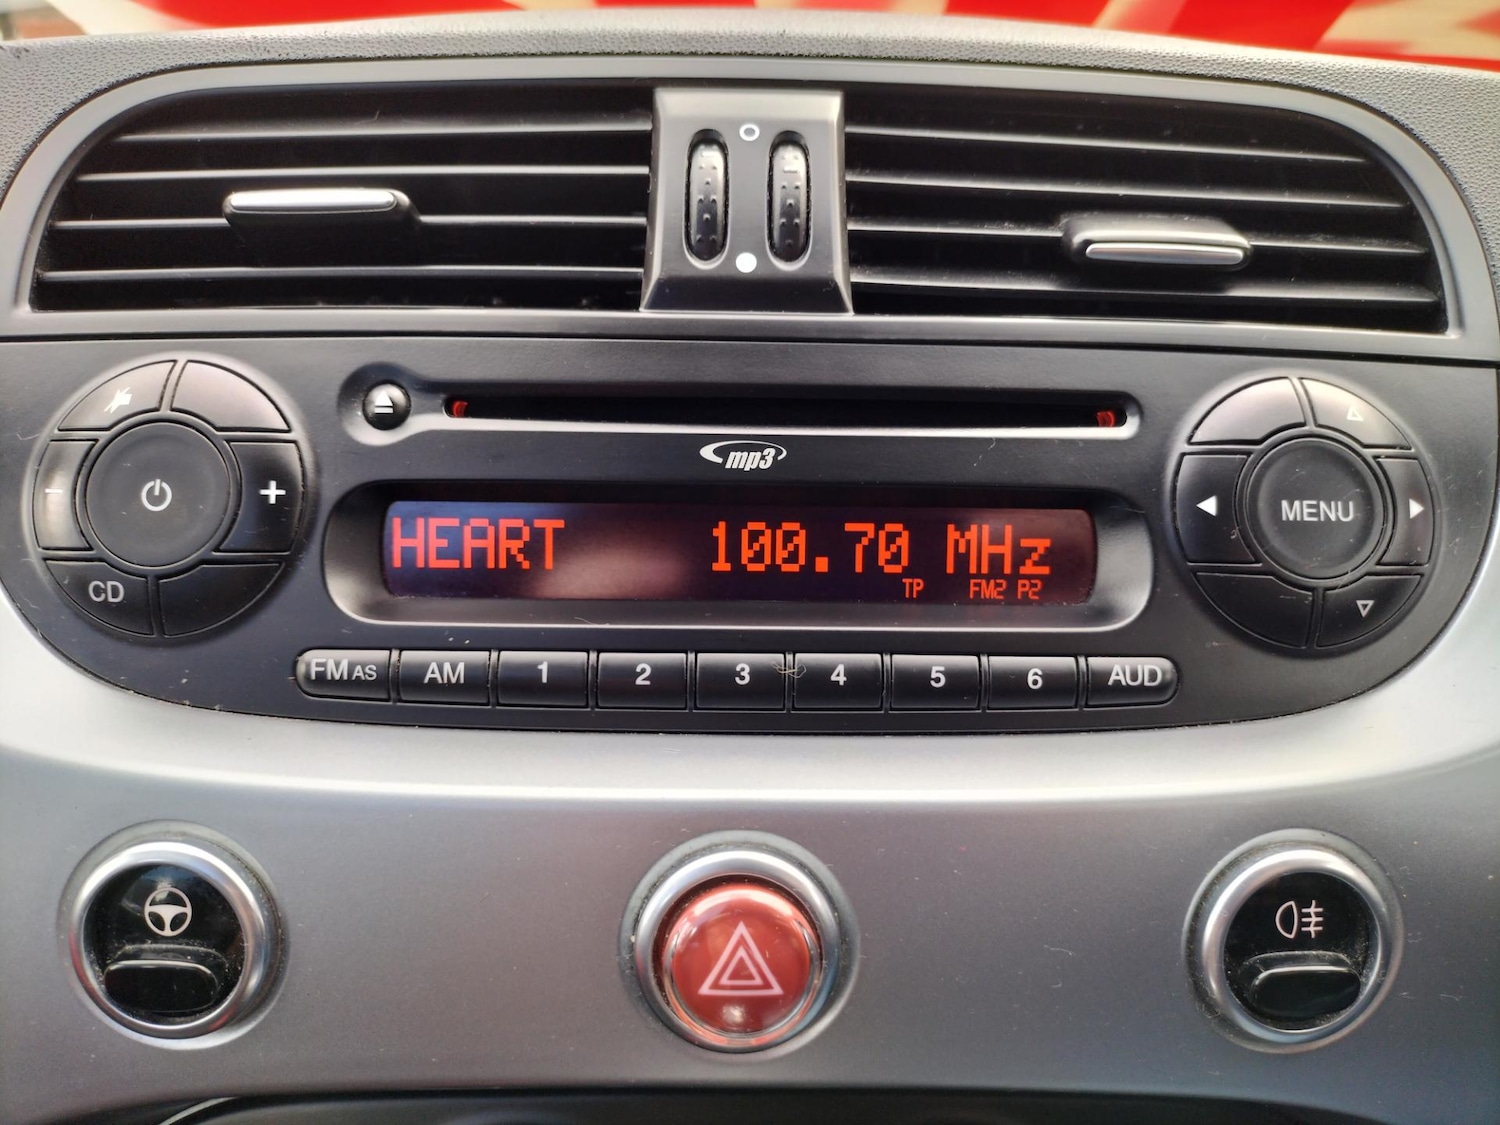 mp3
HEART 100.70 MHz
TP FM2 P2
MENU
CD
FM AS AM 1 2 3 4 5 6 AUD